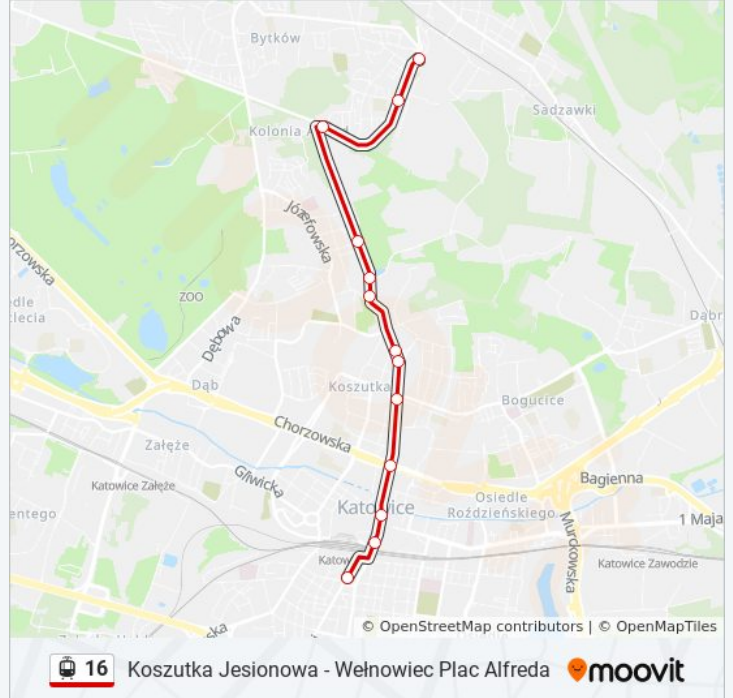 Bytków
Sadzawki
Kolonia A
Józefowska
orzowska
ZOO
edle
cielcia
Dębowa
Dąbr
Dąb
Koszutka
Bogucice
Chorzowska
Załęże
Gliwicka
Bagienna
Katowice Załęże
Osiedle
Roździeńskiego
entego
Katowice
1 Maja
Murckowska
Katow
Katowice Zawodzie
ska
© OpenStreetMap contributors | © OpenMapTiles
16 Koszutka Jesionowa - Wełnowiec Plac Alfreda moovit